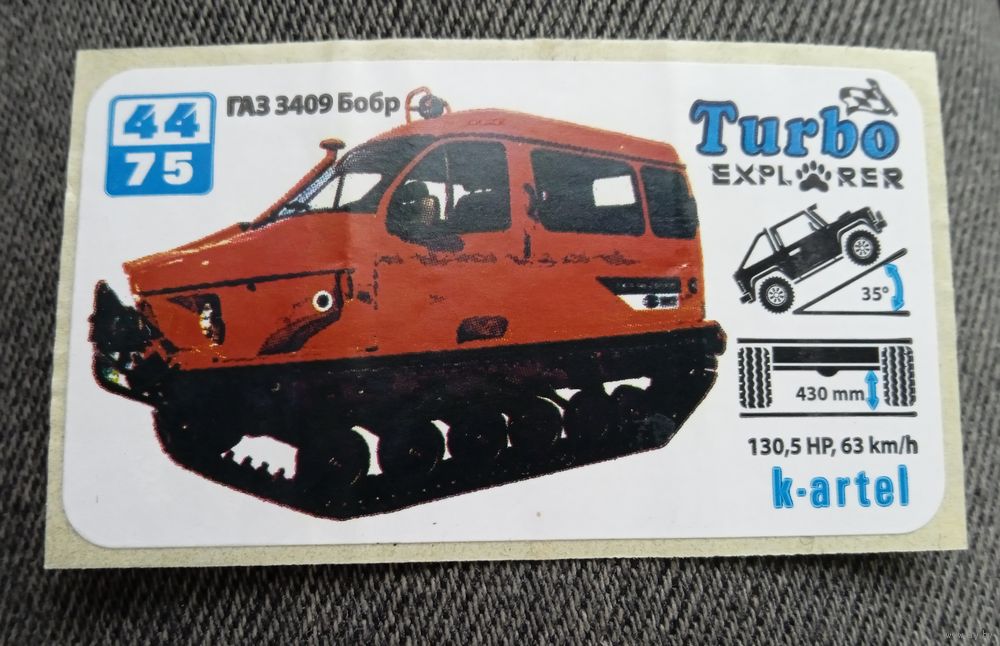 44
75
ГАЗ 3409 Бобр
Turbo
EXPLORER
35°
430 mm
130,5 HP, 63 km/h
k-artel